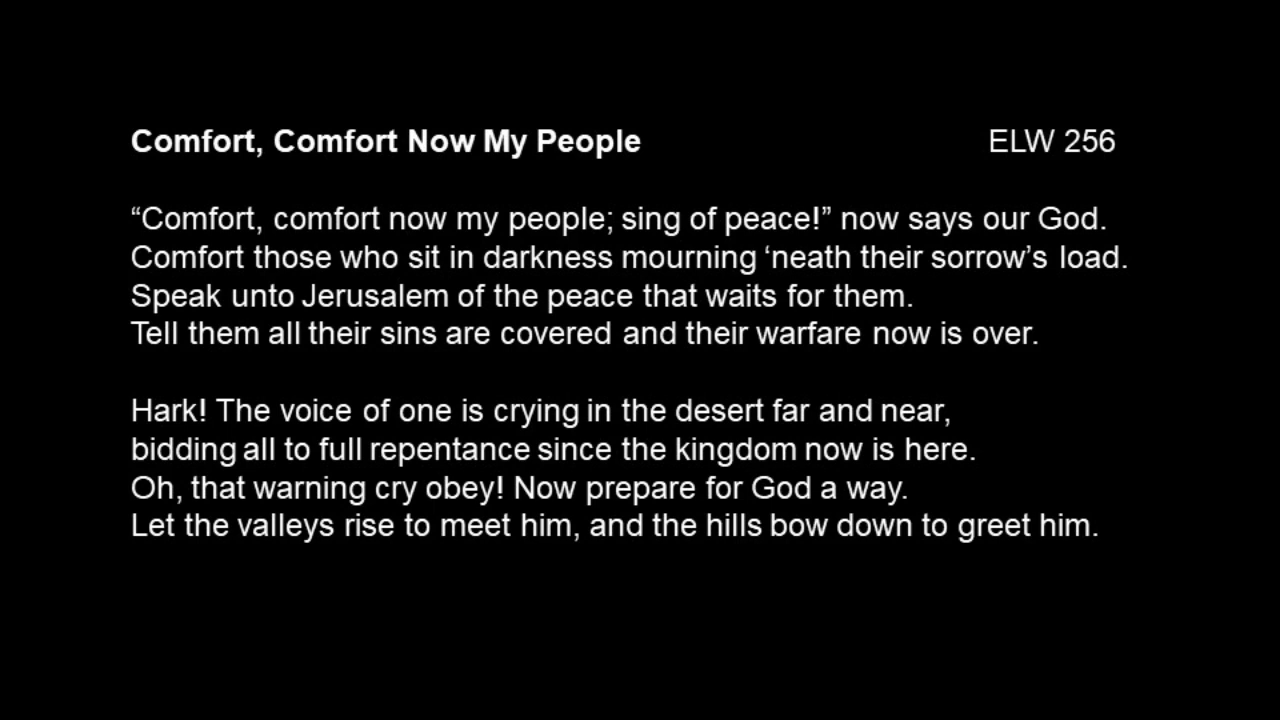 Comfort, Comfort Now My People ELW 256
“Comfort, comfort now my people; sing of peace!” now says our God.
Comfort those who sit in darkness mourning ‘neath their sorrow’s load.
Speak unto Jerusalem of the peace that waits for them.
Tell them all their sins are covered and their warfare now is over.
Hark! The voice of one is crying in the desert far and near,
bidding all to full repentance since the kingdom now is here.
Oh, that warning cry obey! Now prepare for God a way.
Let the valleys rise to meet him, and the hills bow down to greet him.